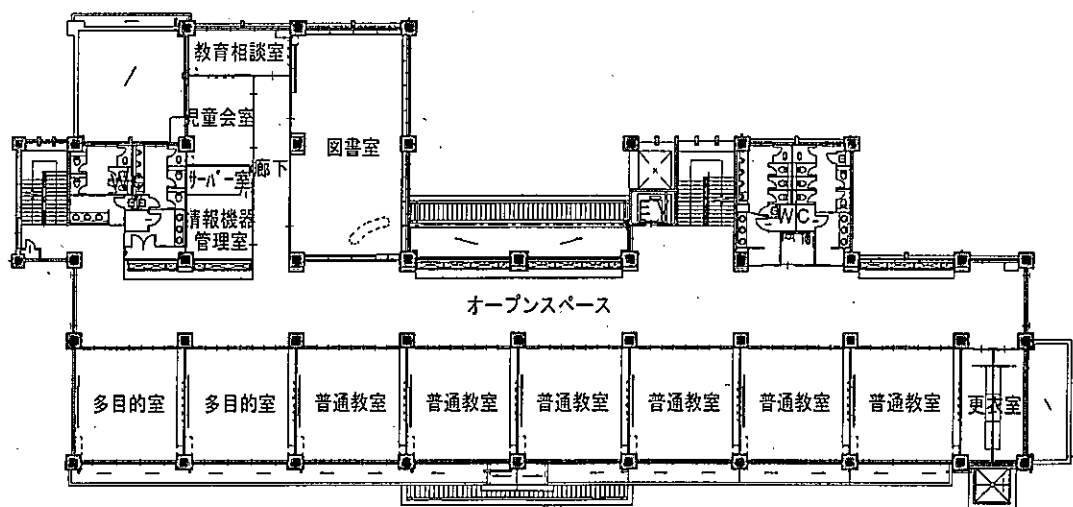 教育相談室
児童会室
図書室
サーバー室
廊下
情報機器
管理室
WC
オープンスペース
多目的室
多目的室
普通教室
普通教室
普通教室
普通教室
普通教室
普通教室
更衣室